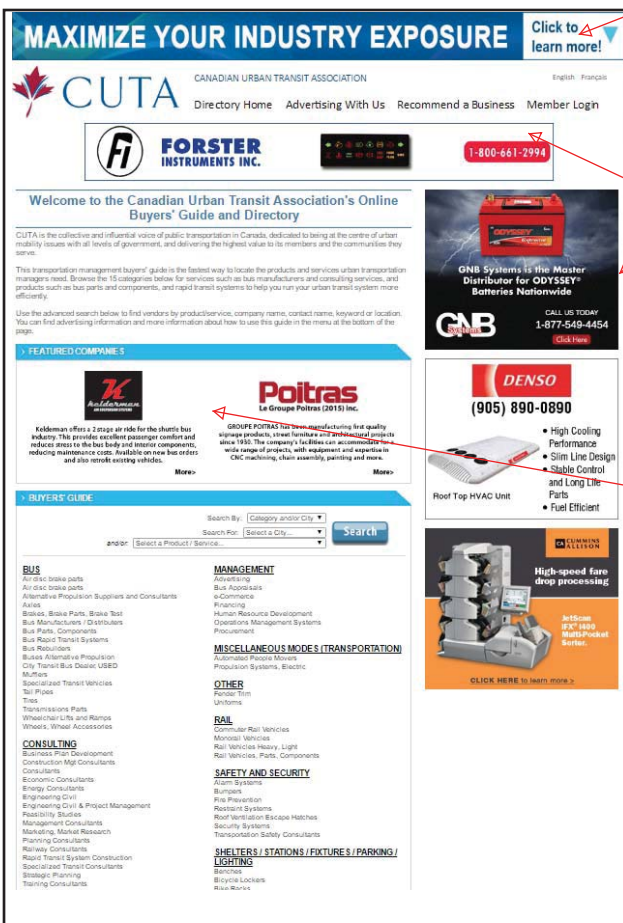 MAXIMIZE YOUR INDUSTRY EXPOSURE
Click to
learn more!
CUTA
CANADIAN URBAN TRANSIT ASSOCIATION
English Français
Directory Home Advertising With Us Recommend a Business Member Login
Fi
FORSTER
INSTRUMENTS INC.
1-800-661-2994
Welcome to the Canadian Urban Transit Association's Online
Buyers' Guide and Directory
CUTA is the collective and influential voice of public transportation in Canada, dedicated to being at the centre of urban
mobility issues with all levels of government, and delivering the highest value to its members and the communities they
serve.
This transportation management buyers' guide is the fastest way to locate the products and services urban transportation
managers need. Browse the 15 categories below for services such as bus manufacturers and consulting services, and
products such as bus parts and components, and rapid transit systems to help you run your urban transit system more
efficiently.
Use the advanced search below to find vendors by product/service, company name, contact name, keyword or location.
You can find advertising information and more information about how to use this guide in the menu at the bottom of the
page.
> FEATURED COMPANIES
K
kelderman
AIR SUSPENSION SYSTEMS
Kelderman offers a 2 stage air ride for the shuttle bus
industry. This provides excellent passenger comfort and
reduces stress to the bus body and interior components,
reducing maintenance costs. Available on new bus orders
and also retrofit existing vehicles.
More>
Poitras
Le Groupe Poitras (2015) inc.
GROUPE POITRAS has been manufacturing first quality
signage products, street furniture and architectural projects
since 1930. The company's facilities can accommodate for a
wide range of projects, with equipment and expertise in
CNC machining, chair assembly, painting and more.
More>
> BUYERS' GUIDE
Search By: Category and/or City
Search For: Select a City...
and/or: Select a Product / Service...
Search
BUS
Air disc brake parts
Air disc brake parts
Alternative Propulsion Suppliers and Consultants
Axles
Brakes, Brake Parts, Brake Test
Bus Manufacturers / Distributors
Bus Parts, Components
Bus Rapid Transit Systems
Bus Rebuilders
Buses Alternative Propulsion
City Transit Bus Dealer, USED
Mufflers
Specialized Transit Vehicles
Tail Pipes
Tires
Transmissions Parts
Wheelchair Lifts and Ramps
Wheels, Wheel Accessories
CONSULTING
Business Plan Development
Construction Mgt Consultants
Consultants
Economic Consultants
Energy Consultants
Engineering Civil
Engineering Civil & Project Management
Feasibility Studies
Management Consultants
Marketing, Market Research
Planning Consultants
Railway Consultants
Rapid Transit System Construction
Specialized Transit Consultants
Strategic Planning
Training Consultants
MANAGEMENT
Advertising
Bus Appraisals
e-Commerce
Financing
Human Resource Development
Operations Management Systems
Procurement
MISCELLANEOUS MODES (TRANSPORTATION)
Automated People Movers
Propulsion Systems, Electric
OTHER
Fender Trim
Uniforms
RAIL
Commuter Rail Vehicles
Monorail Vehicles
Rail Vehicles Heavy, Light
Rail Vehicles, Parts, Components
SAFETY AND SECURITY
Alarm Systems
Bumpers
Fire Prevention
Restraint Systems
Roof Ventilation Escape Hatches
Security Systems
Transportation Safety Consultants
SHELTERS / STATIONS / FIXTURES / PARKING /
LIGHTING
Benches
Bicycle Lockers
Bike Racks
ODYSSEY
GNB Systems is the Master
Distributor for ODYSSEY®
Batteries Nationwide
GNB
Systems
CALL US TODAY
1-877-549-4454
Click Here
DENSO
(905) 890-0890
• High Cooling
Performance
• Slim Line Design
• Stable Control
and Long Life
Parts
• Fuel Efficient
Roof Top HVAC Unit
CUMMINS
ALLISON
High-speed fare
drop processing
JetScan
iFX® i400
Multi-Pocket
Sorter.
CLICK HERE to learn more >